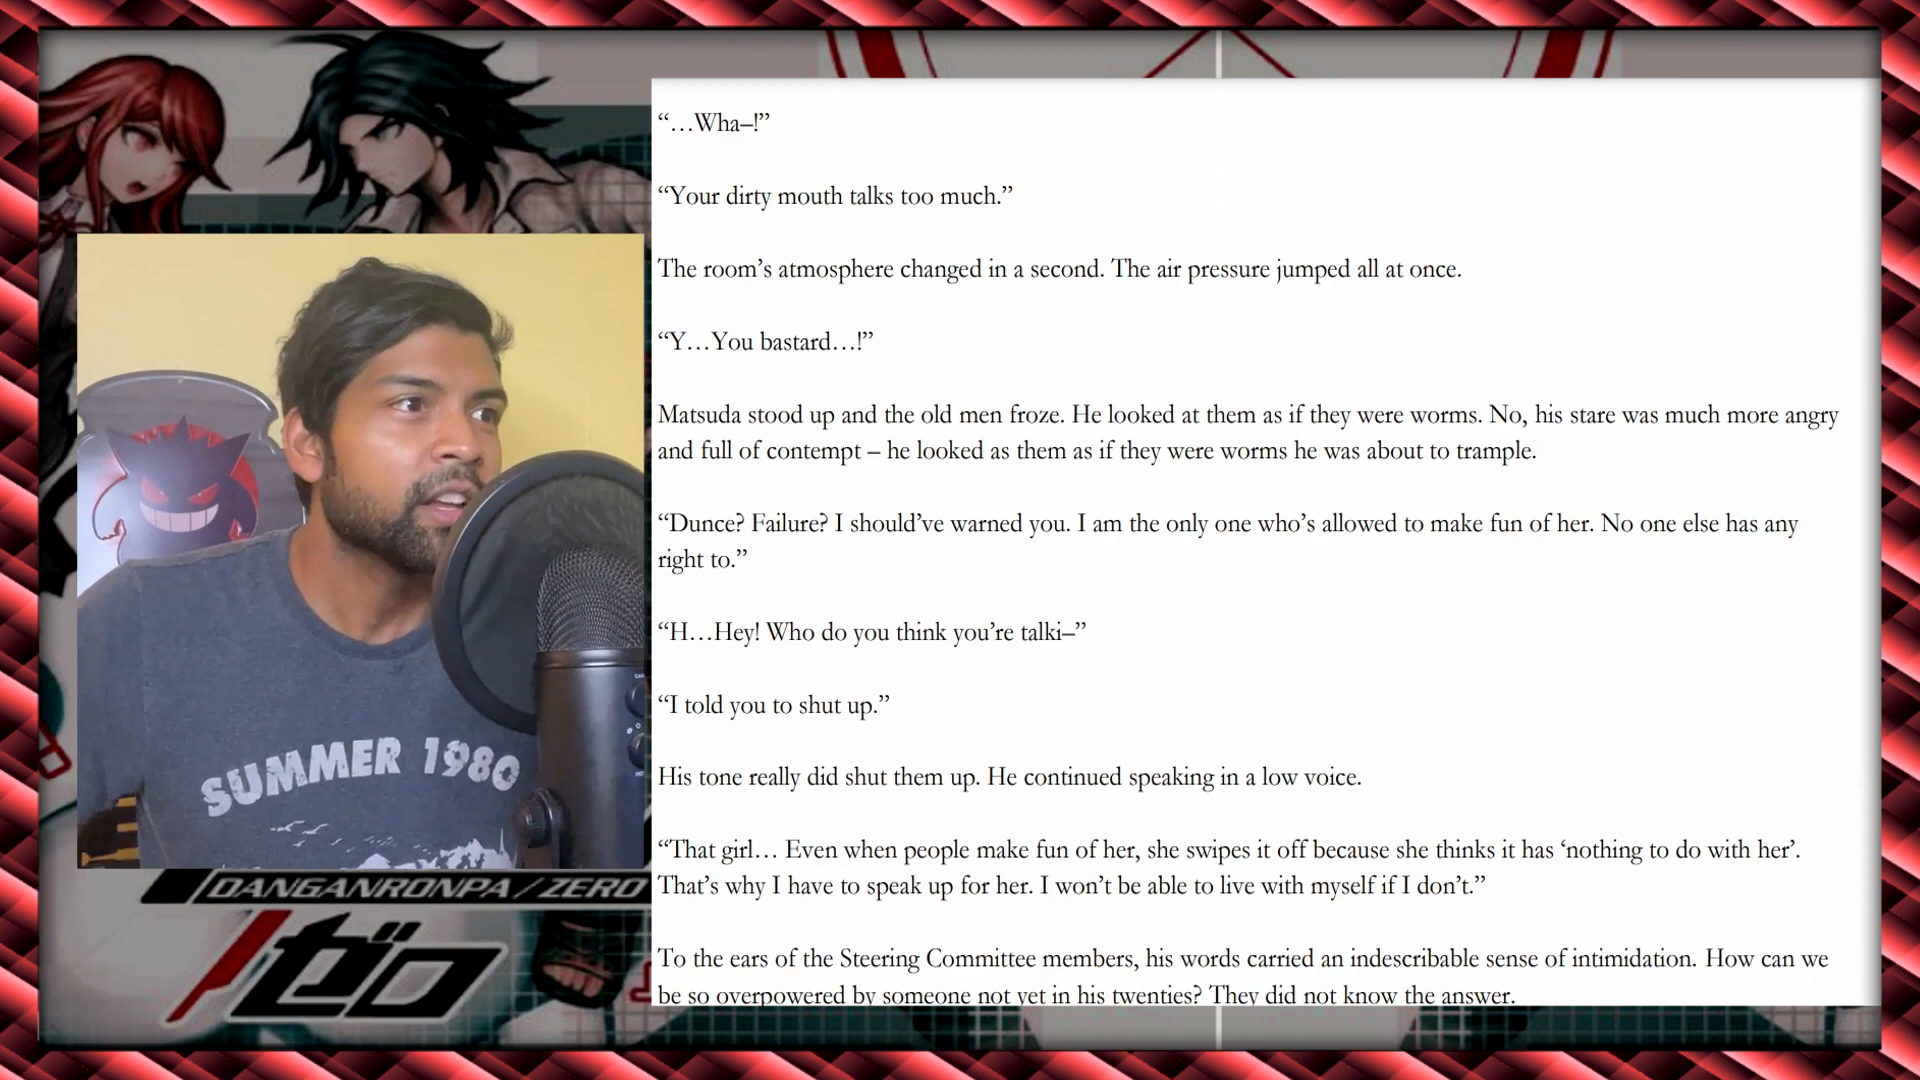 “…Wha–!”
“Your dirty mouth talks too much.”
The room’s atmosphere changed in a second. The air pressure jumped all at once.
“Y…You bastard…!”
Matsuda stood up and the old men froze. He looked at them as if they were worms. No, his stare was much more angry
and full of contempt – he looked as them as if they were worms he was about to trample.
“Dunce? Failure? I should’ve warned you. I am the only one who’s allowed to make fun of her. No one else has any
right to.”
“H…Hey! Who do you think you’re talki–”
“I told you to shut up.”
His tone really did shut them up. He continued speaking in a low voice.
“That girl… Even when people make fun of her, she swipes it off because she thinks it has ‘nothing to do with her’.
That’s why I have to speak up for her. I won’t be able to live with myself if I don’t.”
To the ears of the Steering Committee members, his words carried an indescribable sense of intimidation. How can we
be so overpowered by someone not yet in his twenties? They did not know the answer.
SUMMER 1980
DANGANRONPA/ZERO
/ゼロ